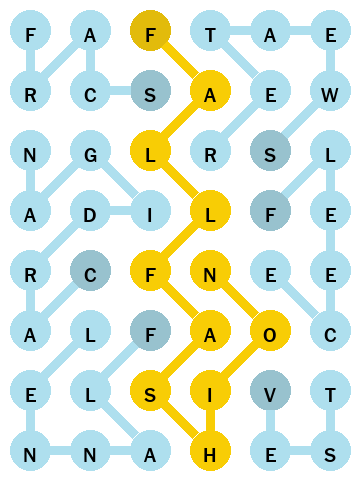 F A F T A E
R C S A E W
N G L R S L
A D I L F E
R C F N E E
A L F A O C
E L S I V T
N N A H E S